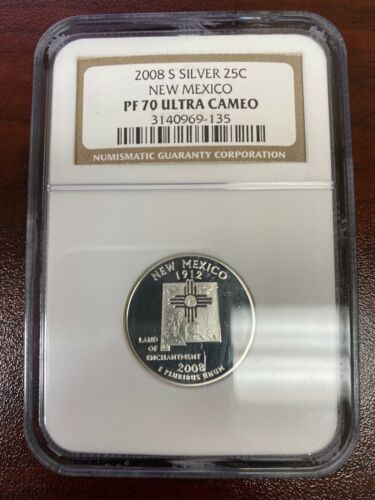 2008 S SILVER 25C
NEW MEXICO
PF 70 ULTRA CAMEO
3140969-135
NUMISMATIC GUARANTY CORPORATION
NEW MEXICO
1912
LAND
OF
ENCHANTMENT
2008
E PLURIBUS UNUM